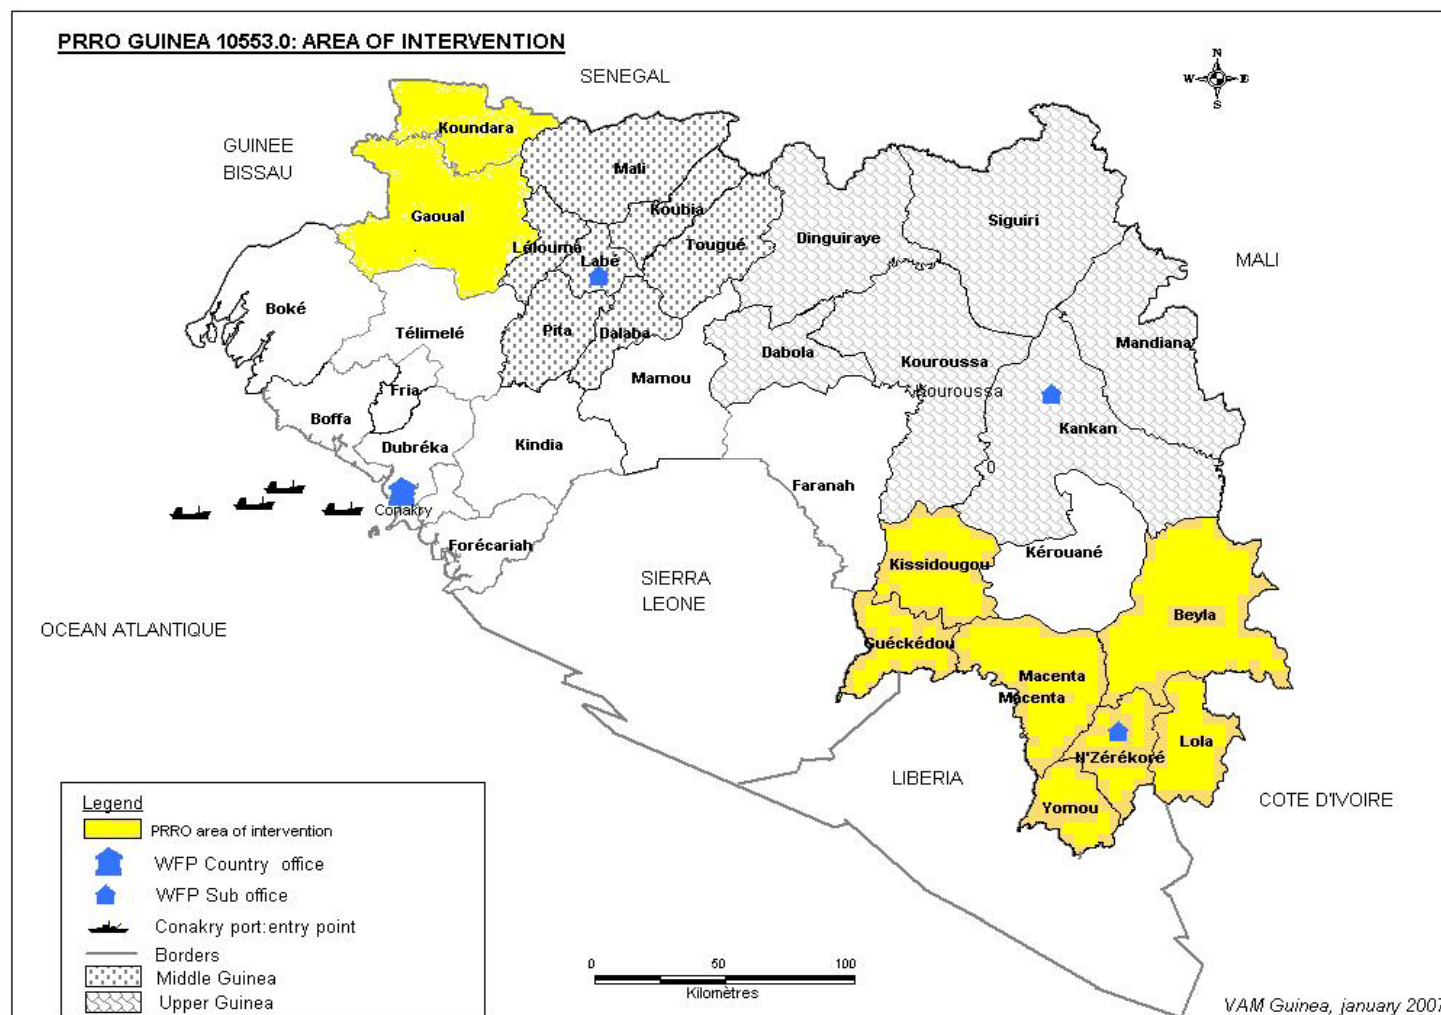 PRRO GUINEA 10553.0: AREA OF INTERVENTION
N
W E
S
SENEGAL
GUINEE
BISSAU
Koundara
Mali
Gaoual
Koubia
Siguiri
Lélouma
Tougué
Dinguiraye
Labé
MALI
Boké
Télimelé
Pita
Dalaba
Dabola
Kouroussa
Mandiana
Mamou
Fria
Kouroussa
Boffa
Kankan
Dubréka
Kindia
0
Faranah
Conakry
Forécariah
Kissidougou
Kérouané
SIERRA
LEONE
Beyla
OCEAN ATLANTIQUE
Guéckédou
Macenta
Macenta
N'Zérékoré
Lola
LIBERIA
COTE D'IVOIRE
Yomou
Legend
PRRO area of intervention
WFP Country office
WFP Sub office
Conakry port:entry point
Borders
Middle Guinea
Upper Guinea
0 50 100
Kilomètres
VAM Guinea, january 2007